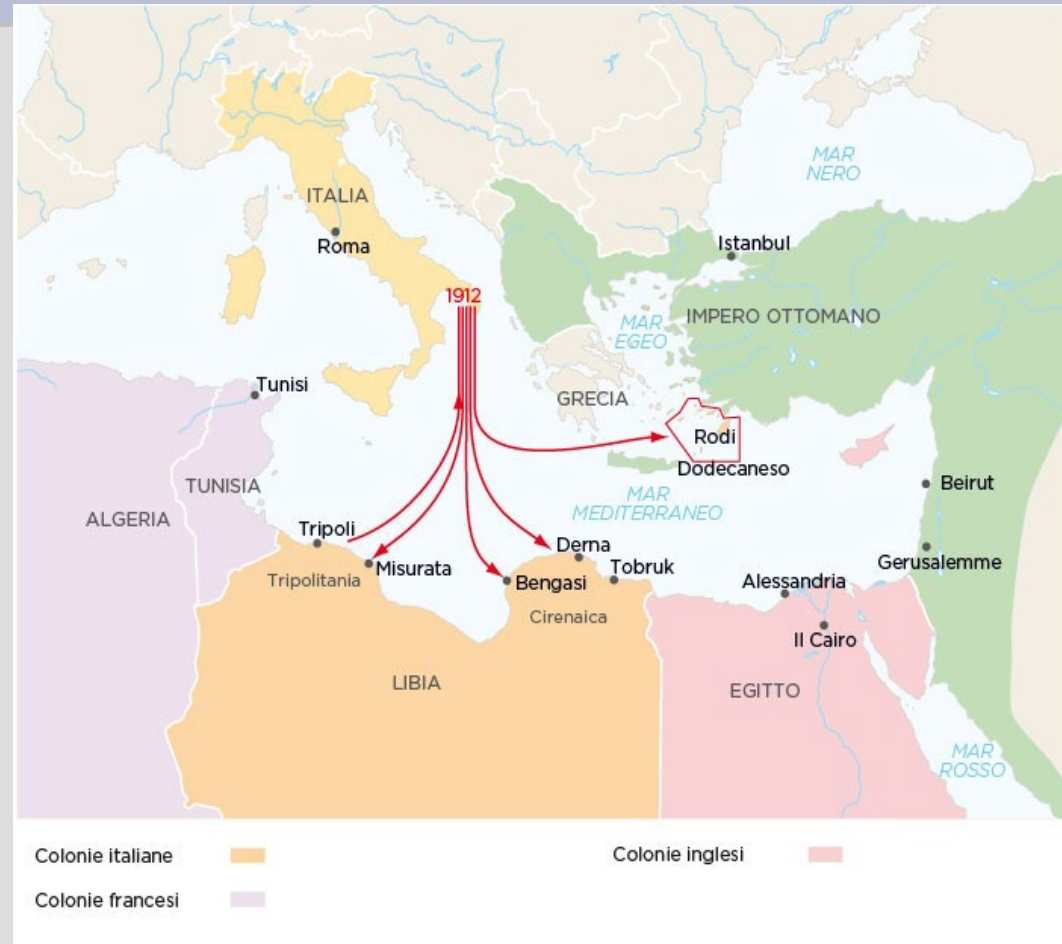 MAR
NERO
ITALIA
Roma
Istanbul
1912
MAR
EGEO
IMPERO OTTOMANO
Tunisi
GRECIA
Rodi
Dodecaneso
TUNISIA
MAR
MEDITERRANEO
Beirut
ALGERIA
Tripoli
Derna
Gerusalemme
Tripolitania
Misurata
Bengasi
Tobruk
Alessandria
Cirenaica
Il Cairo
LIBIA
EGITTO
MAR
ROSSO
Colonie italiane
Colonie inglesi
Colonie francesi